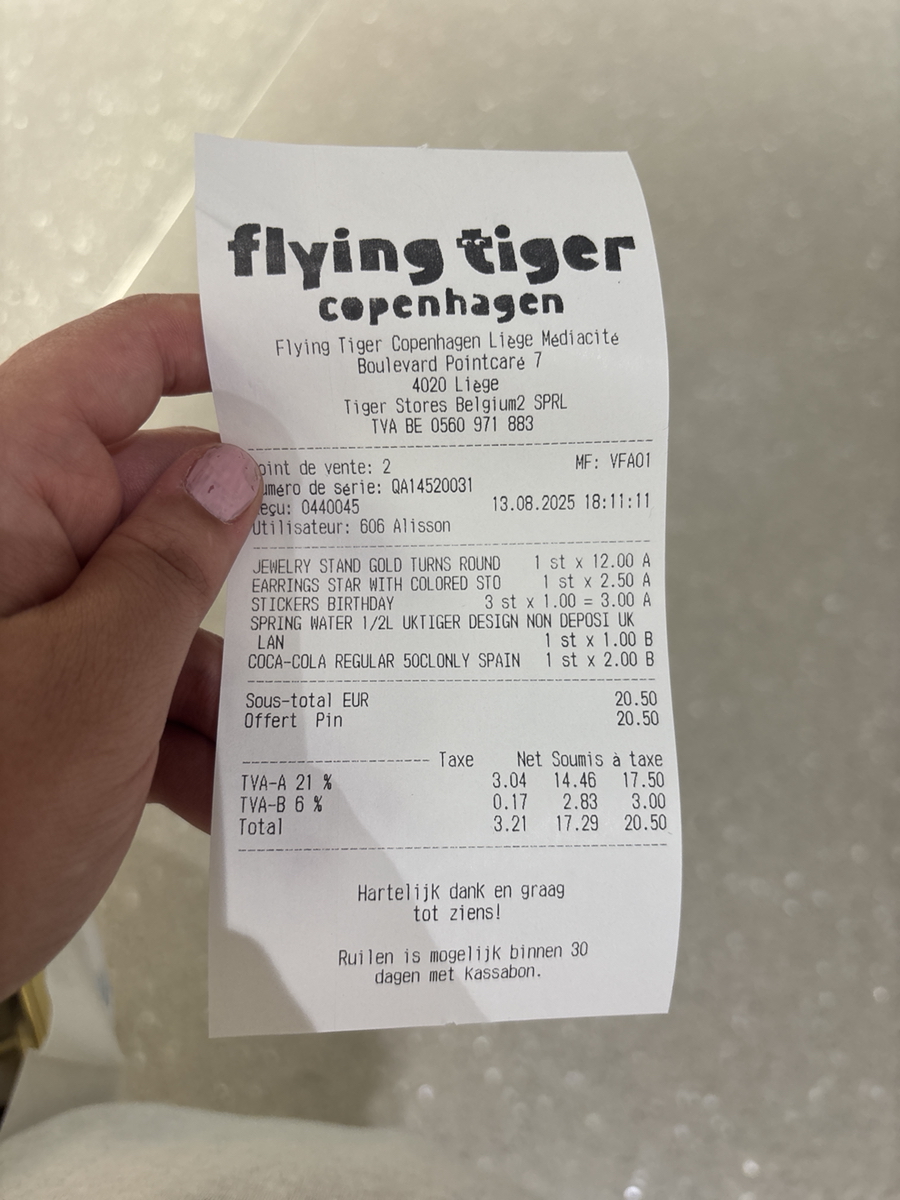 flying tiger
copenhagen
Flying Tiger Copenhagen Liège Médiacité
Boulevard Pointcaré 7
4020 Liège
Tiger Stores Belgium2 SPRL
TVA BE 0560 971 883
oint de vente: 2 MF: VFA01
uméro de série: QA14520031
eçu: 0440045 13.08.2025 18:11:11
Utilisateur: 606 Alisson
JEWELRY STAND GOLD TURNS ROUND 1 st x 12.00 A
EARRINGS STAR WITH COLORED STO 1 st x 2.50 A
STICKERS BIRTHDAY 3 st x 1.00 = 3.00 A
SPRING WATER 1/2L UKTIGER DESIGN NON DEPOSI UK
LAN 1 st x 1.00 B
COCA-COLA REGULAR 50CLONLY SPAIN 1 st x 2.00 B
Sous-total EUR 20.50
Offert Pin 20.50
Taxe Net Soumis à taxe
TVA-A 21 % 3.04 14.46 17.50
TVA-B 6 % 0.17 2.83 3.00
Total 3.21 17.29 20.50
Hartelijk dank en graag
tot ziens!
Ruilen is mogelijk binnen 30
dagen met kassabon.